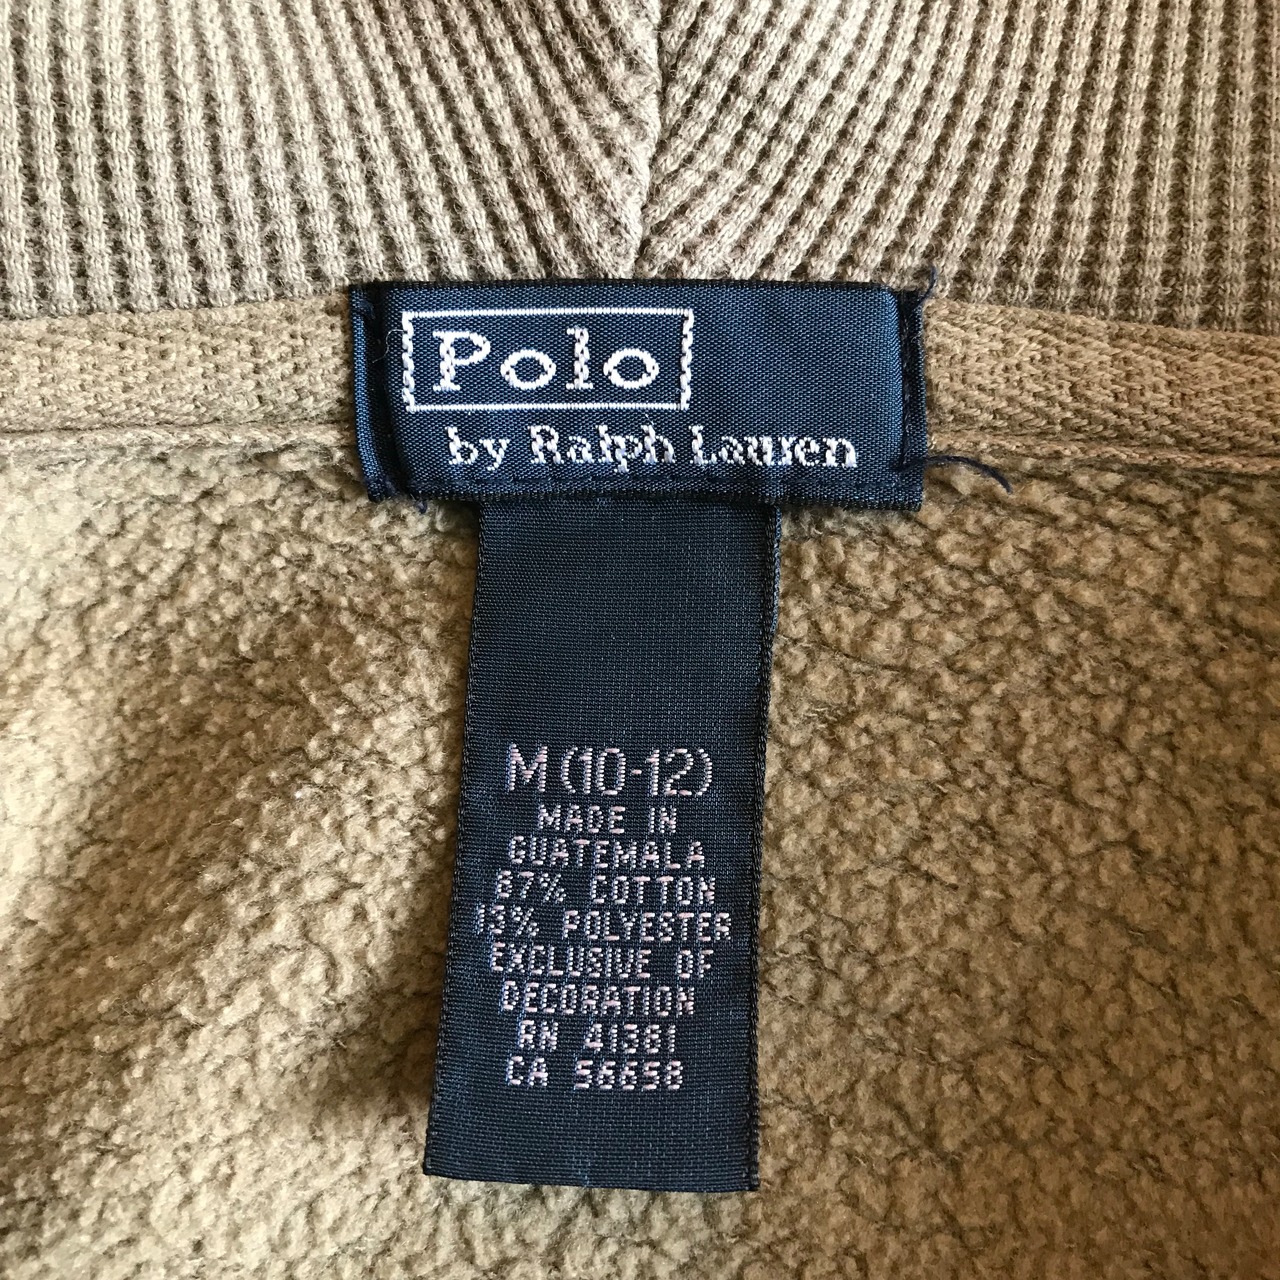 Polo
by Ralph Lauren
M (10-12)
MADE IN
GUATEMALA
87% COTTON
13% POLYESTER
EXCLUSIVE OF
DECORATION
RN 41381
CA 56658